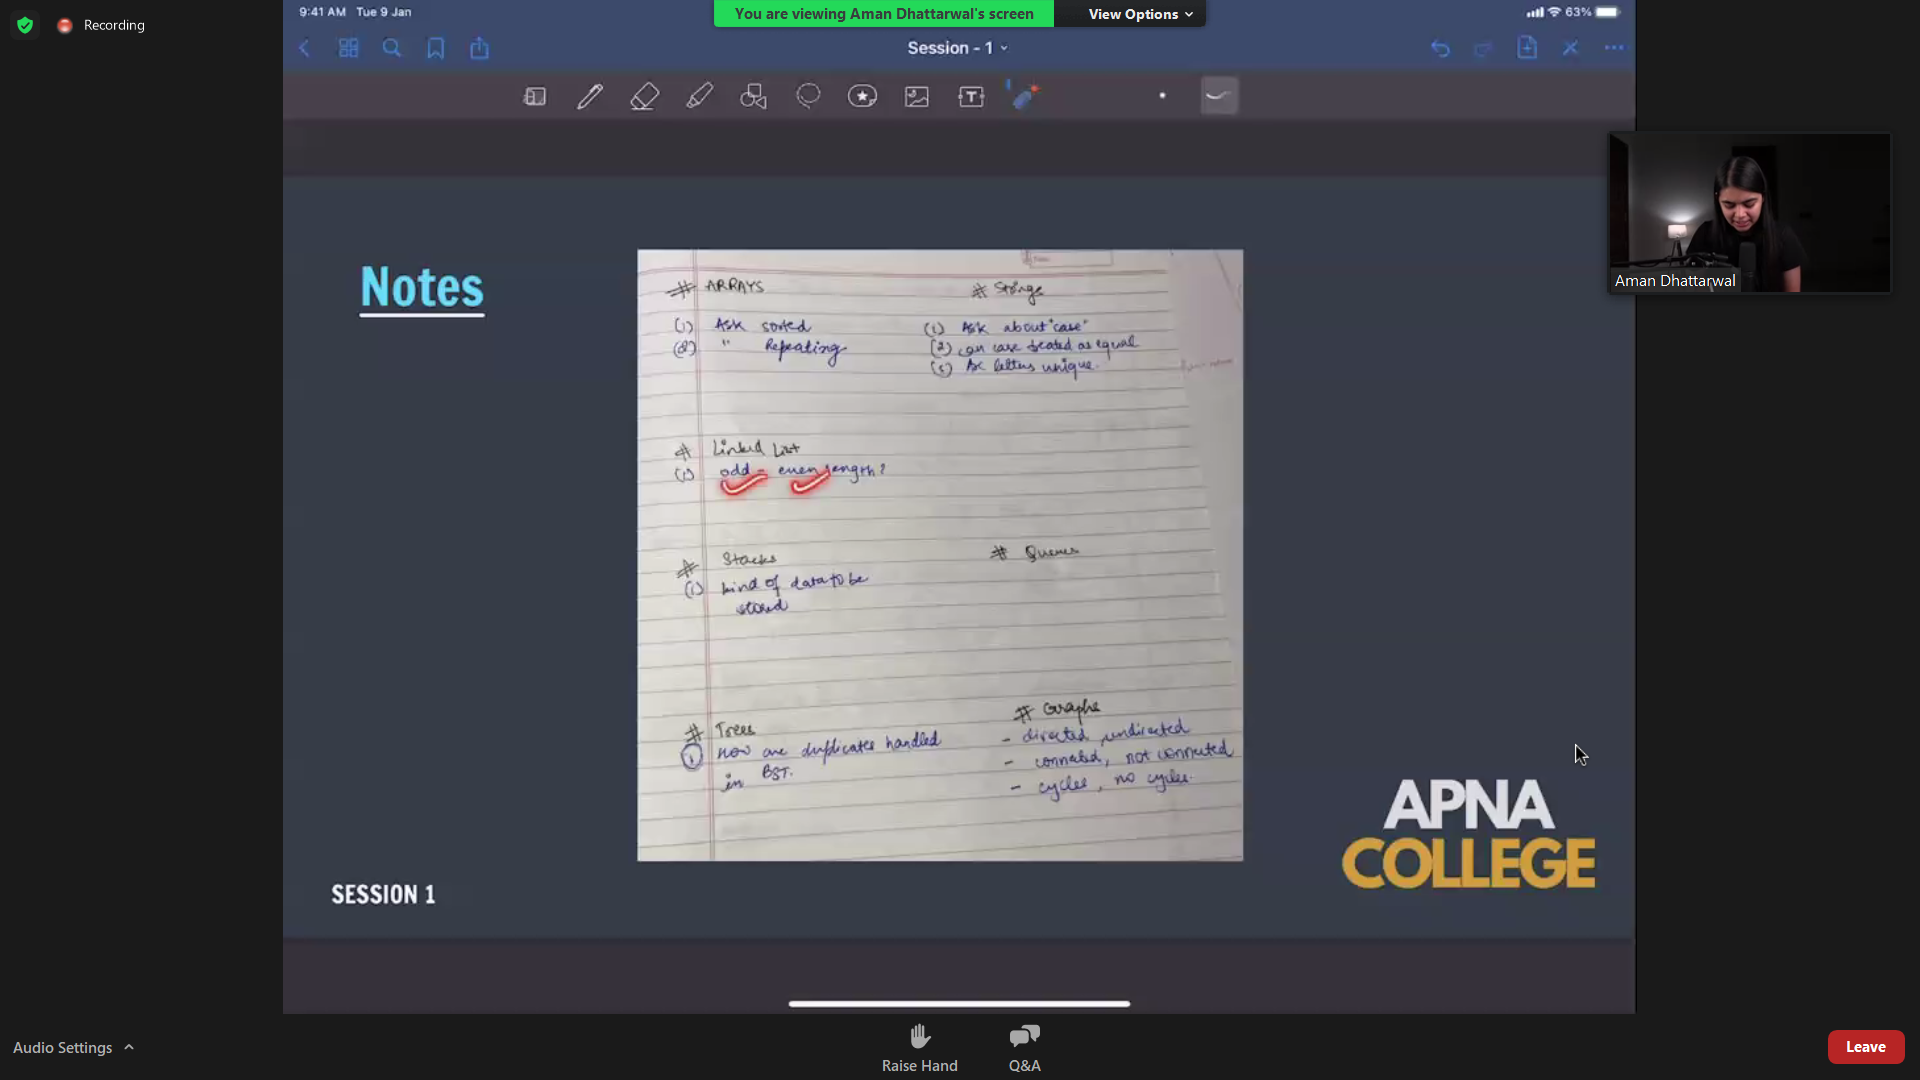 9:41 AM Tue 9 Jan
You are viewing Aman Dhattarwal's screen
View Options
63%
Recording
Session - 1
Notes
# ARRAYS
(1) Ask sorted
(2) " Repeating
# Strings
(1) Ask about "case"
(2) can case treated as equal
(3) Are letters unique.
# Linked List
(1) odd - even length?
# Stacks
(1) kind of data to be
stored
# Queues
# Trees
(1) how are duplicates handled
in BST.
# Graphs
- directed, undirected
- connected, not connected
- cycles, no cycles.
Aman Dhattarwal
APNA
COLLEGE
SESSION 1
Audio Settings
Raise Hand
Q&A
Leave